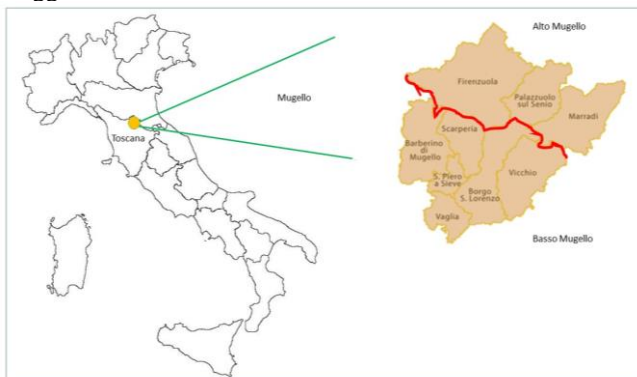 Mugello
Toscana
Alto Mugello
Firenzuola
Palazzuolo
sul Senio
Marradi
Scarperia
Barberino
di
Mugello
Vicchio
S. Piero
a Sieve
Borgo
S. Lorenzo
Vaglia
Basso Mugello